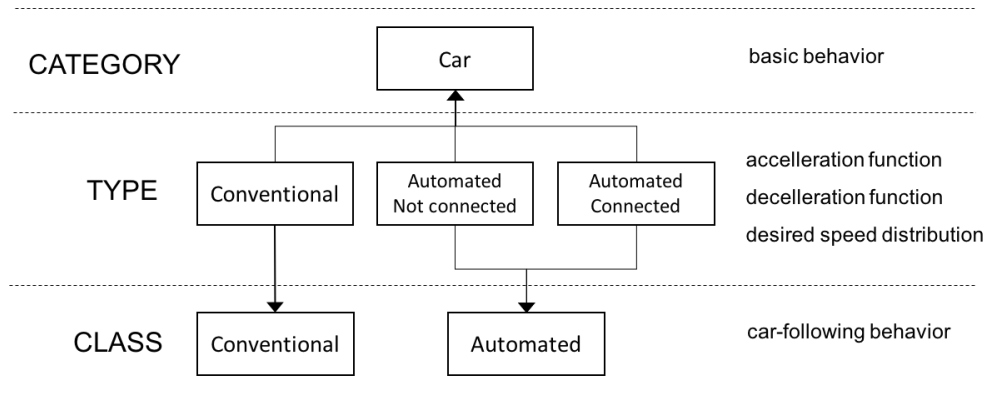 CATEGORY
Car
basic behavior
TYPE
Conventional
Automated
Not connected
Automated
Connected
accelleration function
decelleration function
desired speed distribution
CLASS
Conventional
Automated
car-following behavior